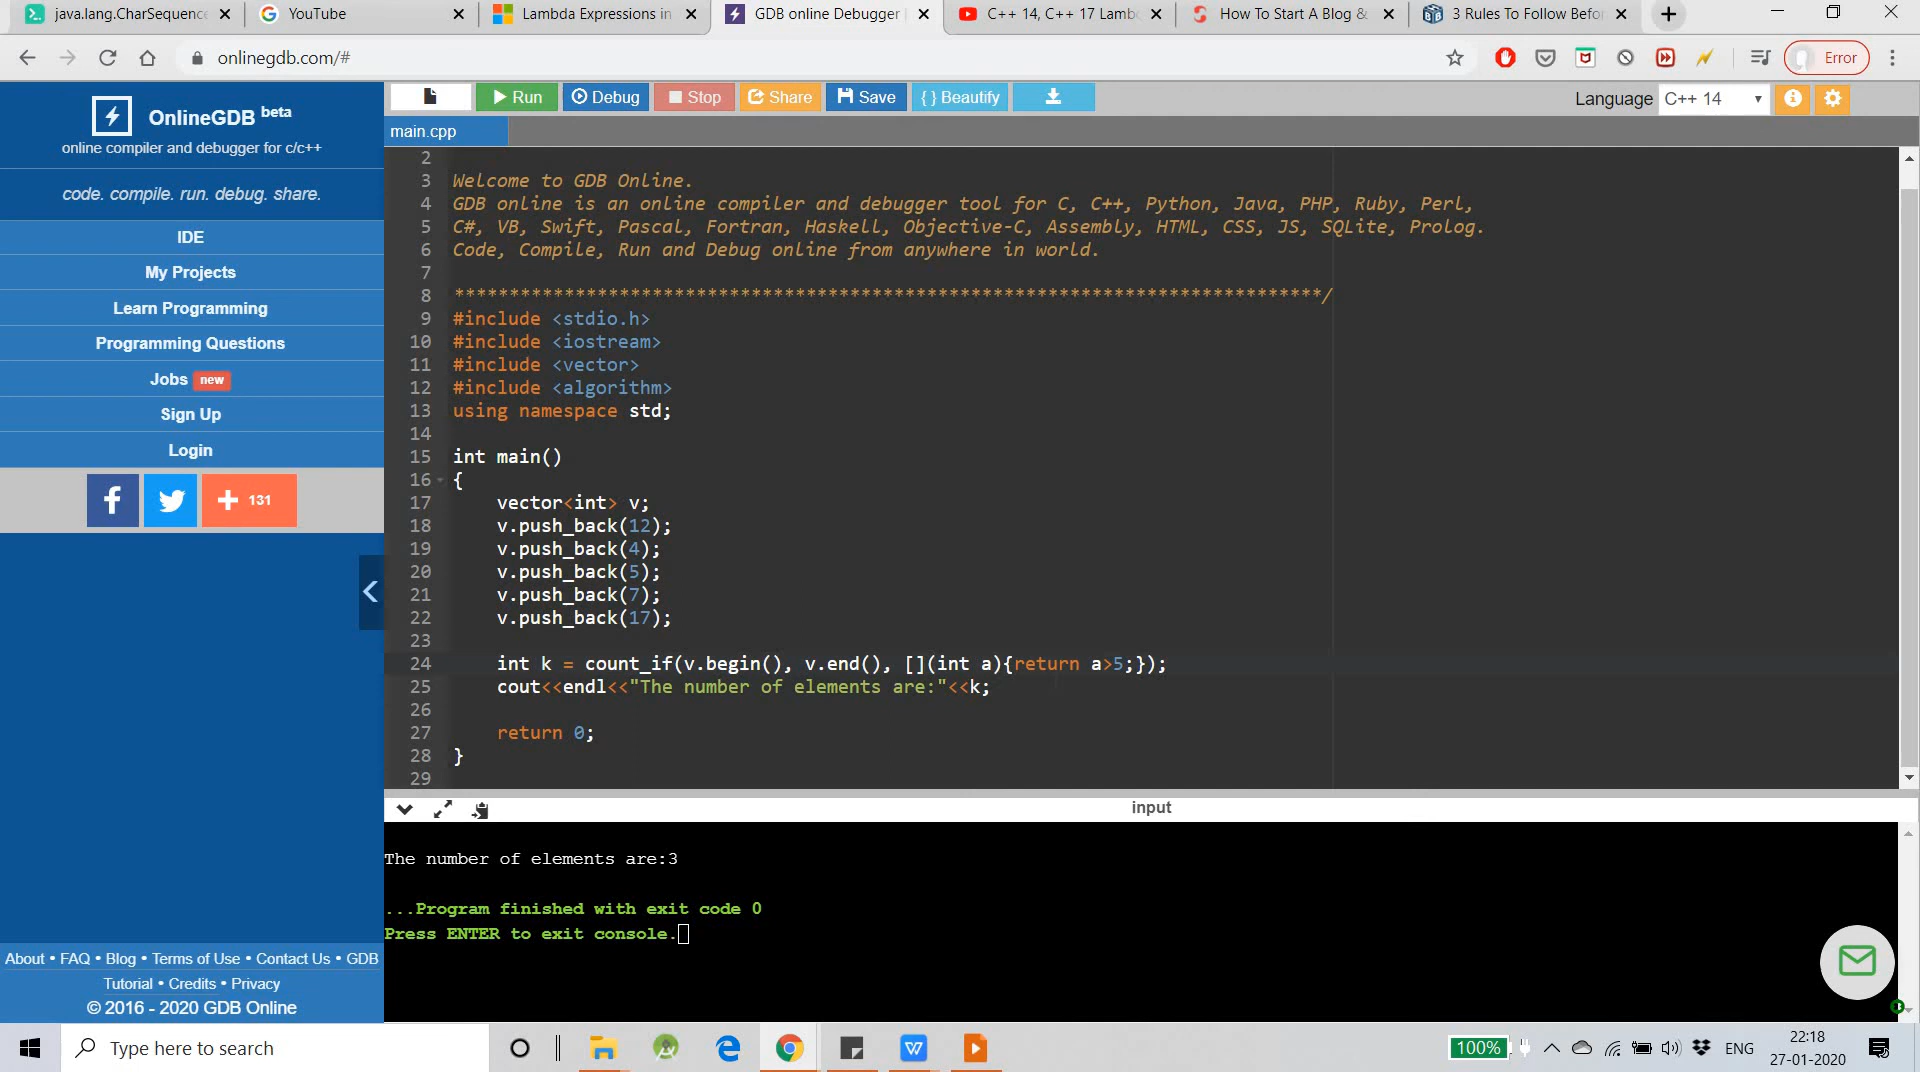 java.lang.CharSequence
YouTube
Lambda Expressions in
GDB online Debugger
C++ 14, C++ 17 Lamb
How To Start A Blog &
3 Rules To Follow Befo
onlinegdb.com/#
Error
OnlineGDB beta
online compiler and debugger for c/c++
code. compile. run. debug. share.
IDE
My Projects
Learn Programming
Programming Questions
Jobs new
Sign Up
Login
131
About • FAQ • Blog • Terms of Use • Contact Us • GDB
Tutorial • Credits • Privacy
© 2016 - 2020 GDB Online
Run Debug Stop Share Save { } Beautify
Language C++ 14
main.cpp
2
3 Welcome to GDB Online.
4 GDB online is an online compiler and debugger tool for C, C++, Python, Java, PHP, Ruby, Perl,
5 C#, VB, Swift, Pascal, Fortran, Haskell, Objective-C, Assembly, HTML, CSS, JS, SQLite, Prolog.
6 Code, Compile, Run and Debug online from anywhere in world.
7
8 *******************************************************************************/
9 #include <stdio.h>
10 #include <iostream>
11 #include <vector>
12 #include <algorithm>
13 using namespace std;
14
15 int main()
16 {
17 vector<int> v;
18 v.push_back(12);
19 v.push_back(4);
20 v.push_back(5);
21 v.push_back(7);
22 v.push_back(17);
23
24 int k = count_if(v.begin(), v.end(), [](int a){return a>5;});
25 cout<<endl<<"The number of elements are:"<<k;
26
27 return 0;
28 }
29
input
The number of elements are:3
...Program finished with exit code 0
Press ENTER to exit console.
Type here to search
100%
ENG
22:18
27-01-2020